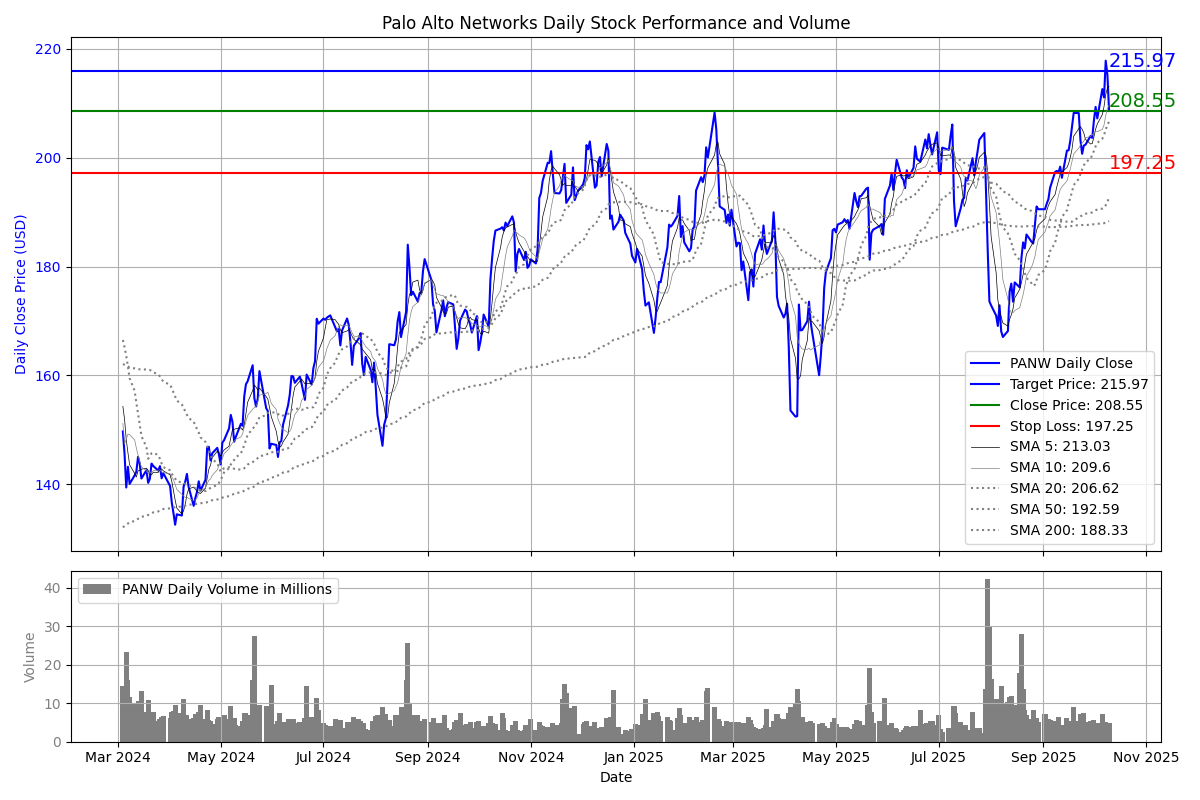 Palo Alto Networks Daily Stock Performance and Volume
220
200
180
160
140
Daily Close Price (USD)
215.97
208.55
197.25
PANW Daily Close
Target Price: 215.97
Close Price: 208.55
Stop Loss: 197.25
SMA 5: 213.03
SMA 10: 209.6
SMA 20: 206.62
SMA 50: 192.59
SMA 200: 188.33
PANW Daily Volume in Millions
40
30
20
10
0
Volume
Mar 2024 May 2024 Jul 2024 Sep 2024 Nov 2024 Jan 2025 Mar 2025 May 2025 Jul 2025 Sep 2025 Nov 2025
Date